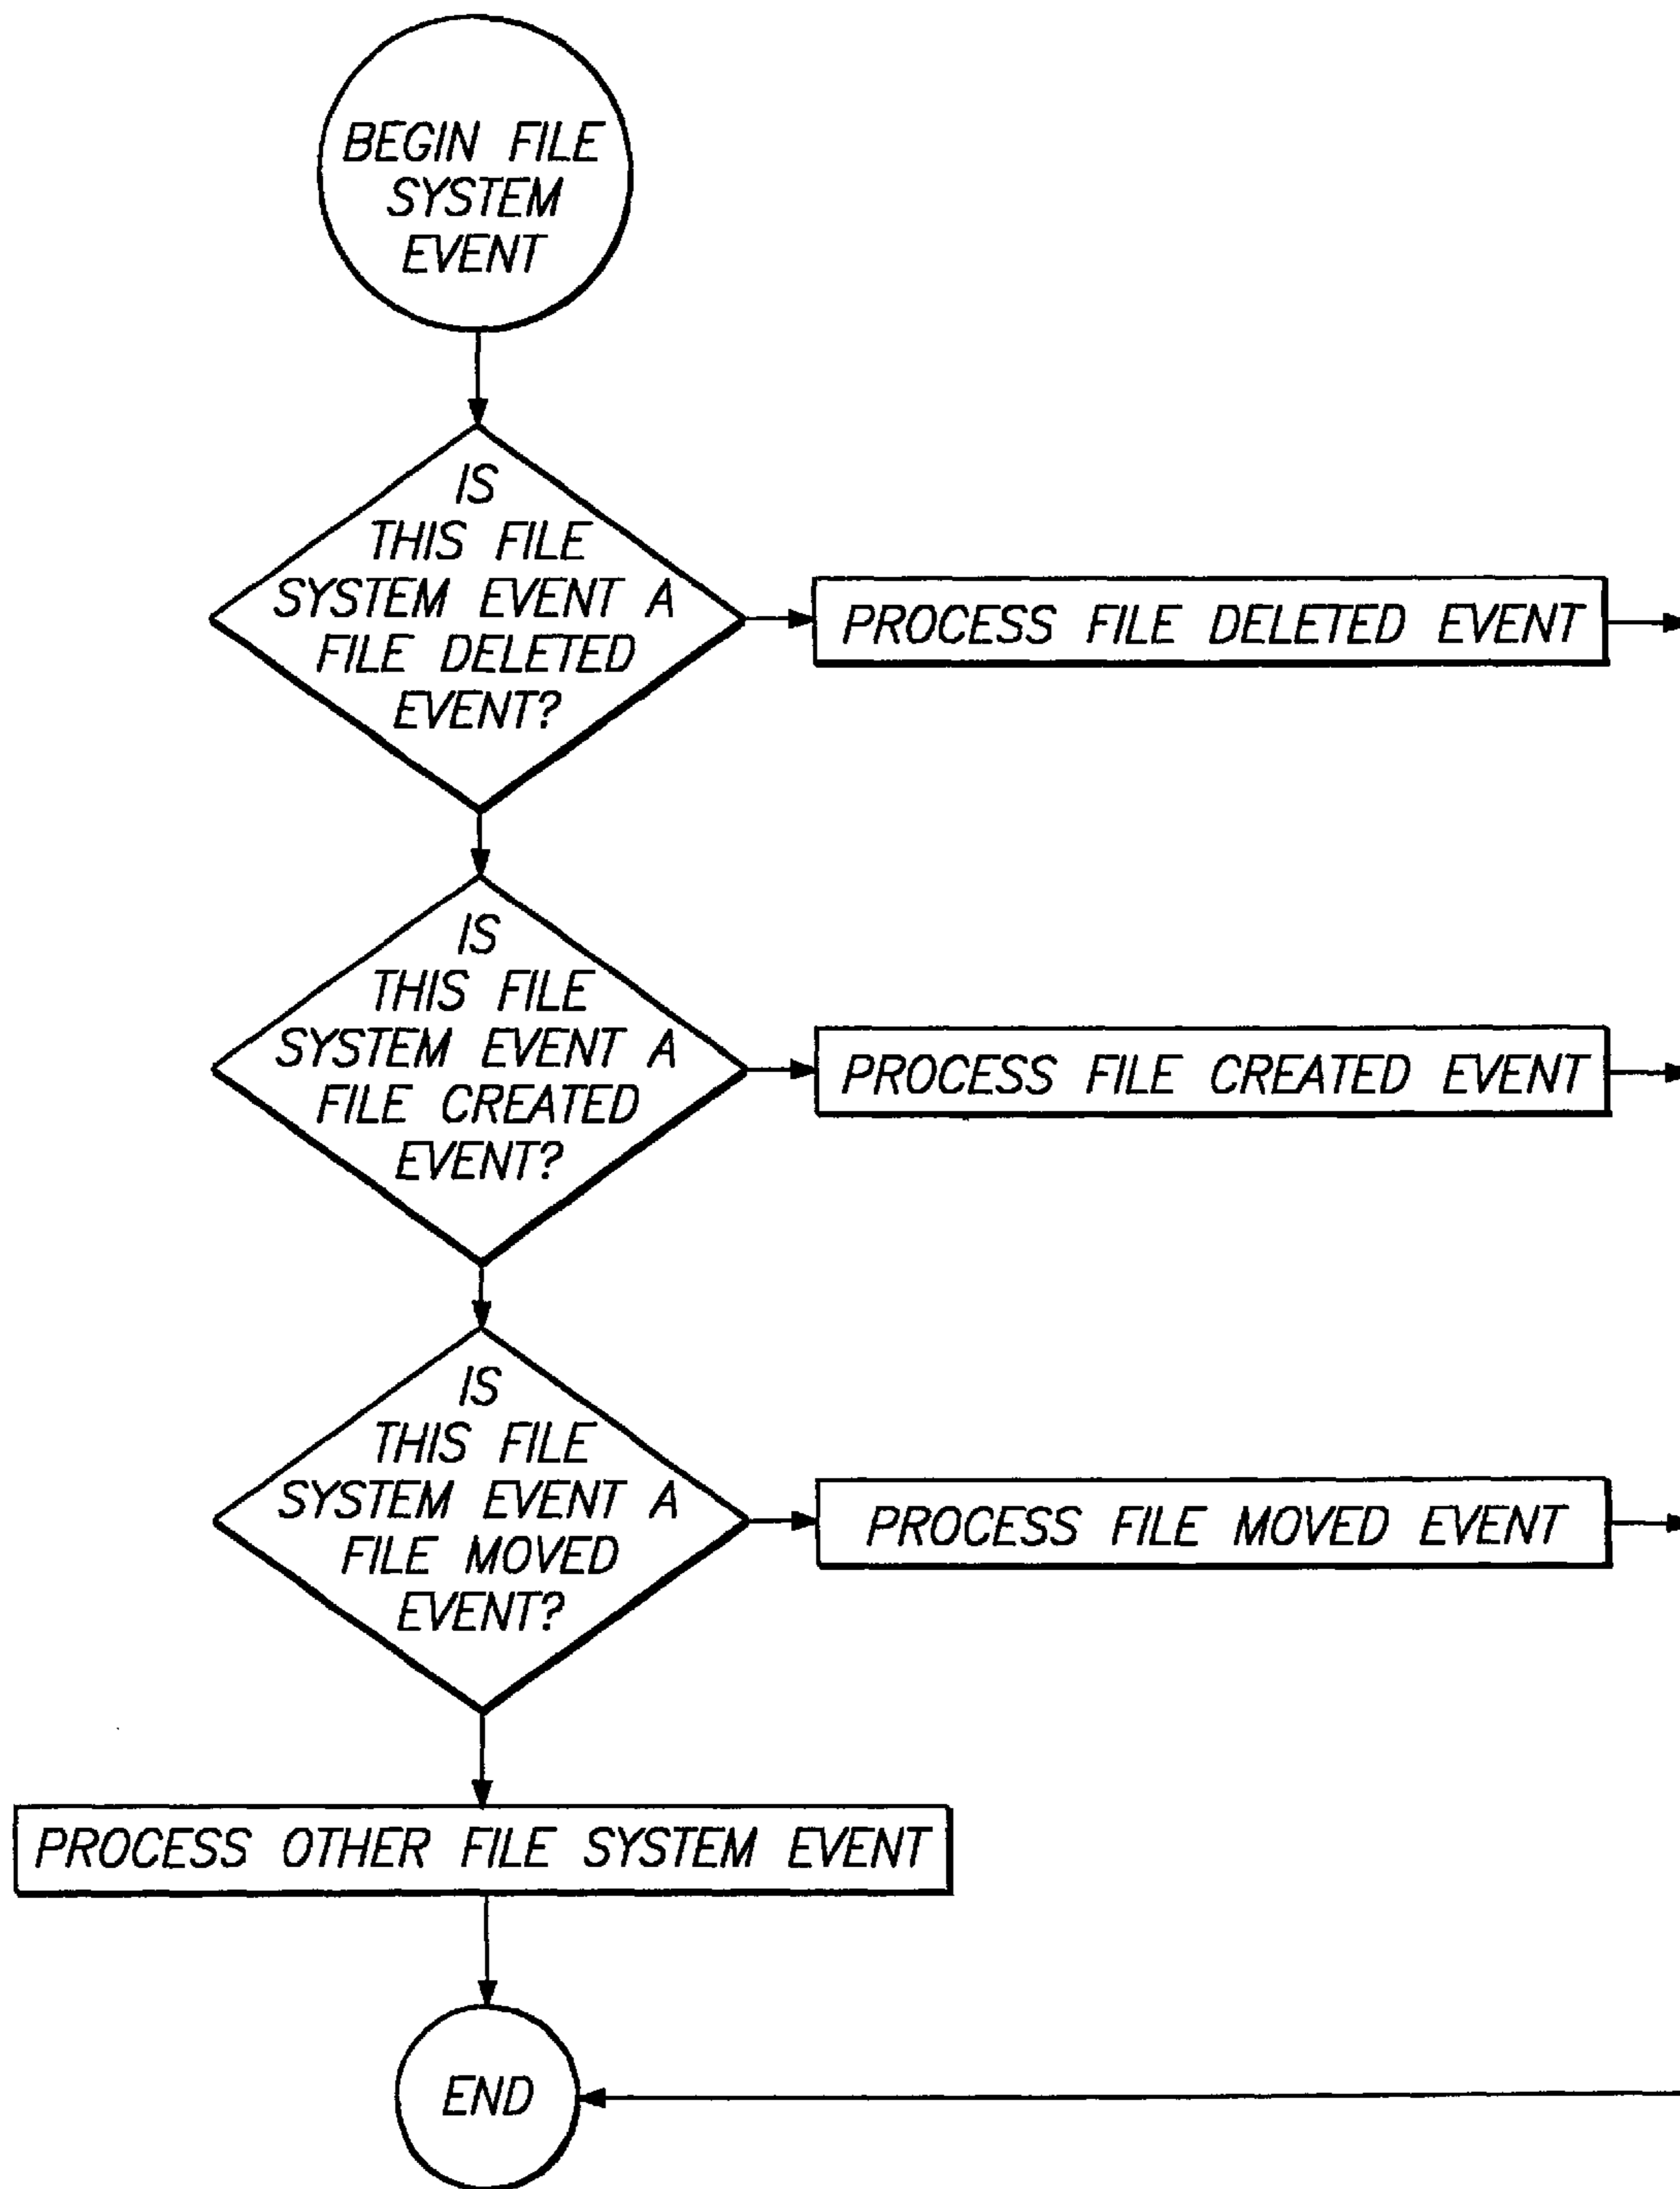 BEGIN FILE
SYSTEM
EVENT
IS
THIS FILE
SYSTEM EVENT A
FILE DELETED
EVENT?
PROCESS FILE DELETED EVENT
IS
THIS FILE
SYSTEM EVENT A
FILE CREATED
EVENT?
PROCESS FILE CREATED EVENT
IS
THIS FILE
SYSTEM EVENT A
FILE MOVED
EVENT?
PROCESS FILE MOVED EVENT
PROCESS OTHER FILE SYSTEM EVENT
END